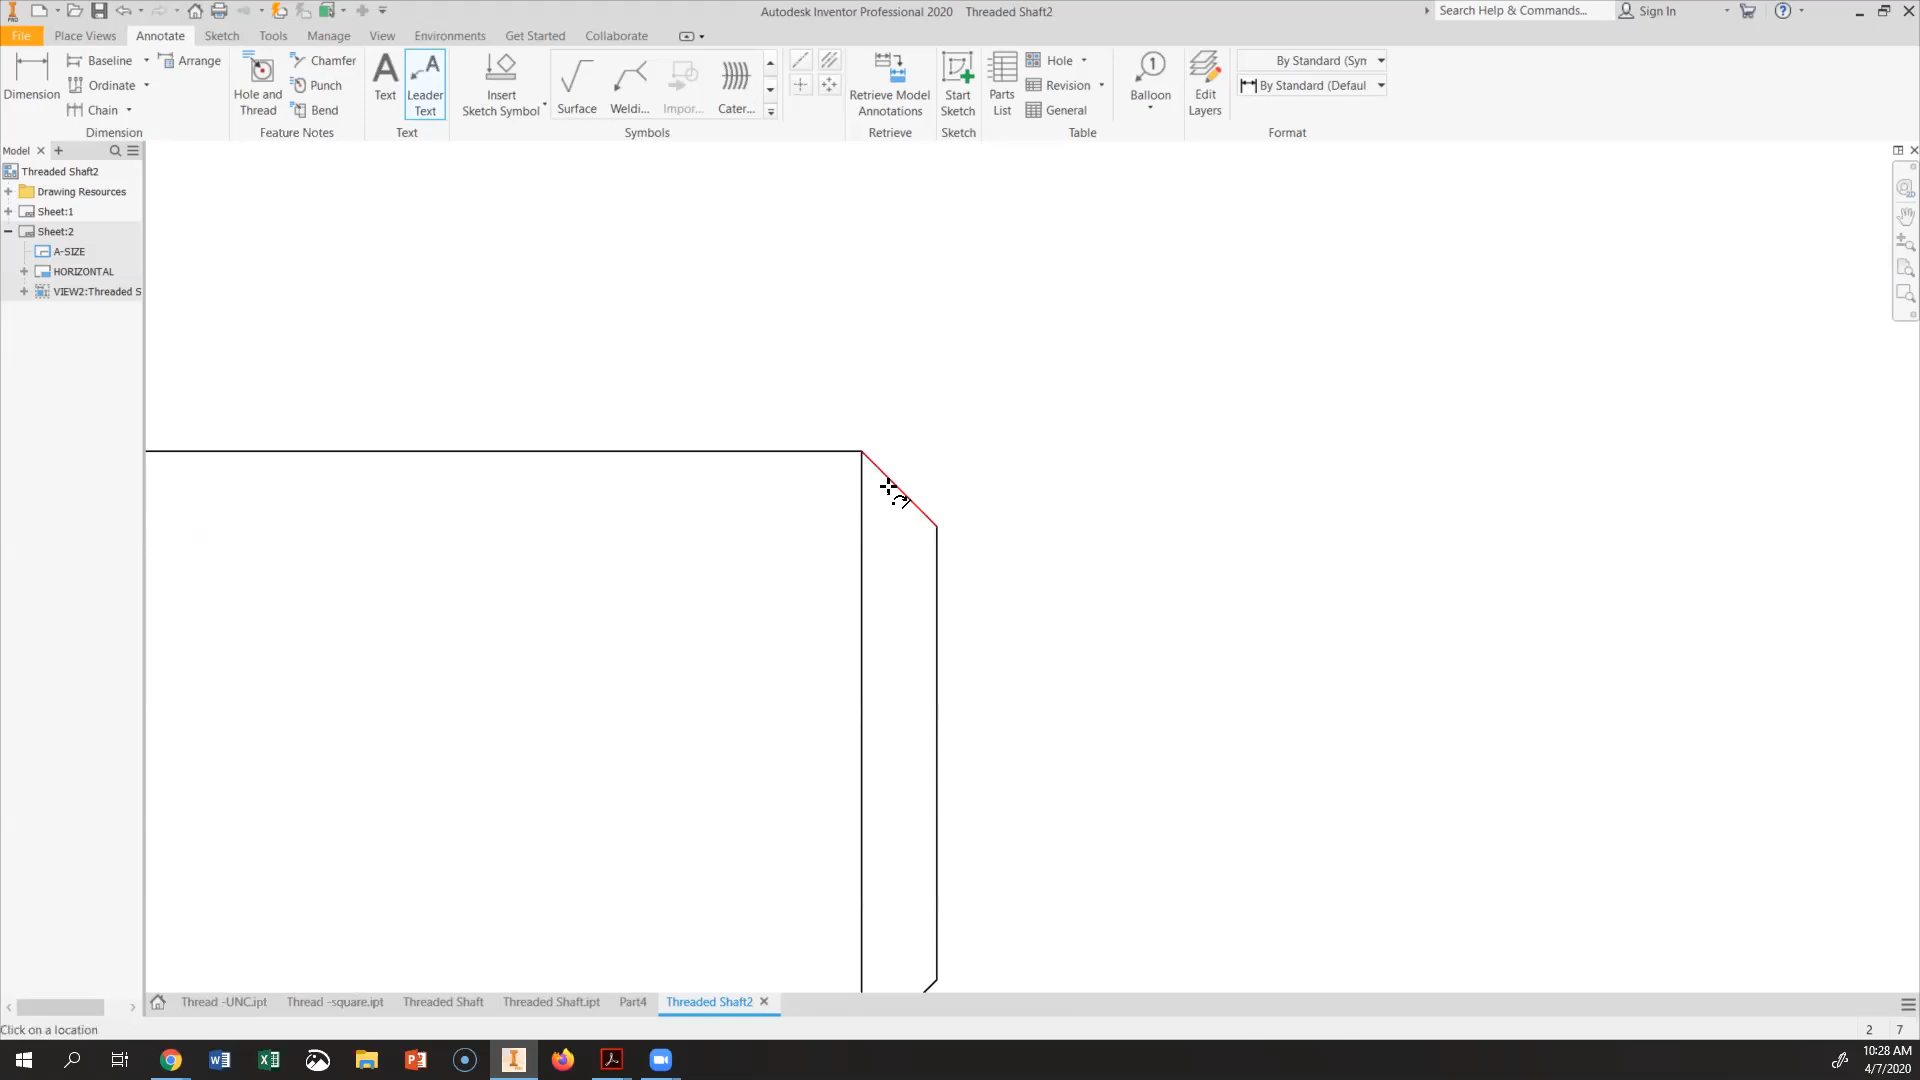 Autodesk Inventor Professional 2020 Threaded Shaft2
Search Help & Commands... Sign In
File Place Views Annotate Sketch Tools Manage View Environments Get Started Collaborate
PRO
Dimension
Baseline
Ordinate
Chain
Arrange
Dimension
Hole and Thread
Chamfer
Punch
Bend
Feature Notes
Text
Leader Text
Text
Insert Sketch Symbol
Surface
Weldi...
Impor...
Cater...
Symbols
Retrieve Model Annotations
Retrieve
Start Sketch
Sketch
Parts List
Hole
Revision
General
Table
Balloon
Edit Layers
By Standard (Syn
By Standard (Defaul
Format
Model
Threaded Shaft2
Drawing Resources
Sheet:1
Sheet:2
A-SIZE
HORIZONTAL
VIEW2:Threaded S
Thread -UNC.ipt Thread -square.ipt Threaded Shaft Threaded Shaft.ipt Part4 Threaded Shaft2
Click on a location
2 7
10:28 AM
4/7/2020